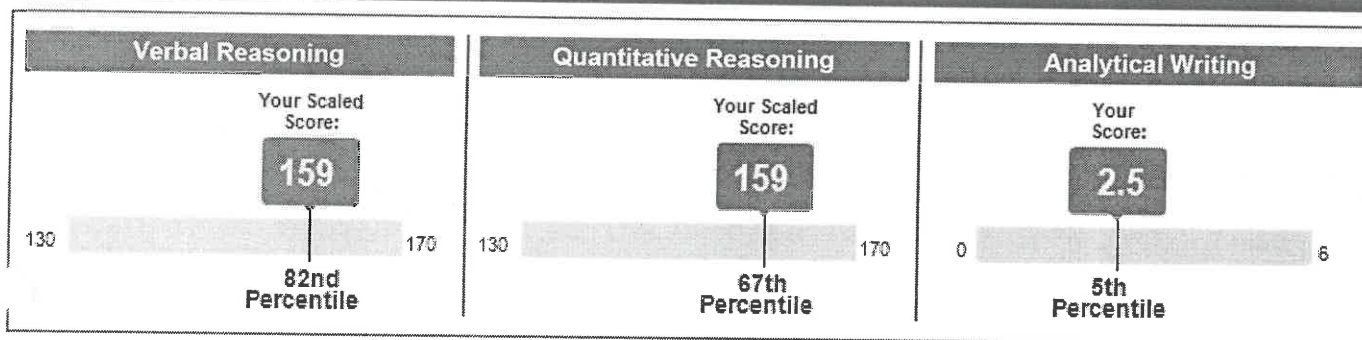 Verbal Reasoning
Your Scaled
Score:
159
130
170
82nd
Percentile
Quantitative Reasoning
Your Scaled
Score:
159
130
170
67th
Percentile
Analytical Writing
Your
Score:
2.5
0
6
5th
Percentile